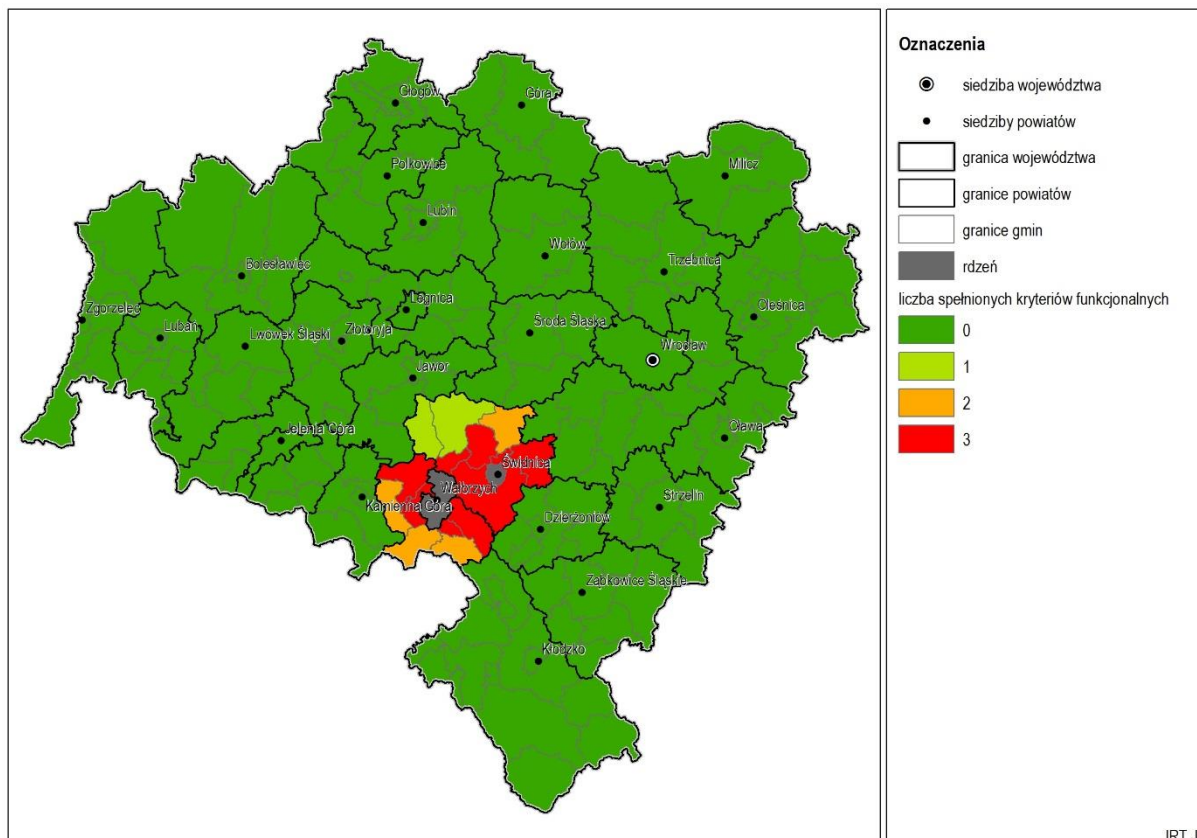 Głogów
Góra
Polkowice
Milicz
Lubin
Wołów
Trzebnica
Bolesławiec
Oleśnica
Zgorzelec
Legnica
Lubań
Lwówek Śląski
Złotoryja
Środa Śląska
Wrocław
Jawor
Jelenia Góra
Oława
Świdnica
Wałbrzych
Kamienna Góra
Strzelin
Dzierżoniów
Ząbkowice Śląskie
Kłodzko
Oznaczenia
siedziba województwa
siedziby powiatów
granica województwa
granice powiatów
granice gmin
rdzeń
liczba spełnionych kryteriów funkcjonalnych
0
1
2
3